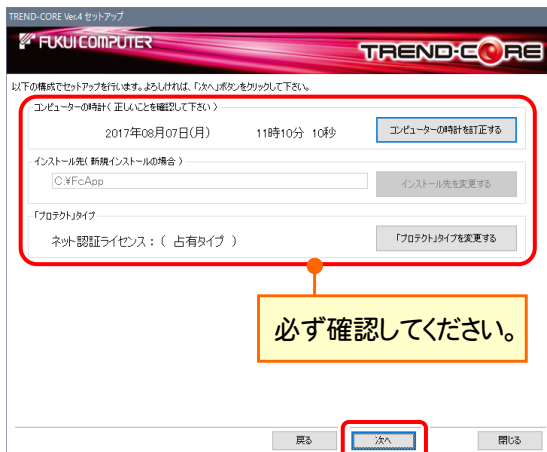 TREND-CORE Ver.4 セットアップ
FUKUI COMPUTER
TREND-CORE
以下の構成でセットアップを行います。よろしければ、「次へ」ボタンをクリックして下さい。
コンピューターの時計( 正しいことを確認して下さい )
2017年08月07日(月) 11時10分 10秒 コンピューターの時計を訂正する
インストール先( 新規インストールの場合 )
C:¥FcApp インストール先を変更する
「プロテクト」タイプ
ネット認証ライセンス : ( 占有タイプ ) 「プロテクト」タイプを変更する
必ず確認してください。
戻る 次へ 閉じる